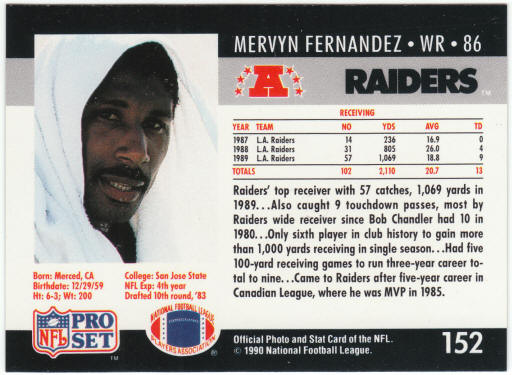 MERVYN FERNANDEZ • WR • 86
A
RAIDERS™
RECEIVING
YEAR TEAM NO YDS AVG TD
1987 L.A. Raiders 14 236 16.9 0
1988 L.A. Raiders 31 805 26.0 4
1989 L.A. Raiders 57 1,069 18.8 9
TOTALS 102 2,110 20.7 13
Raiders' top receiver with 57 catches, 1,069 yards in
1989...Also caught 9 touchdown passes, most by
Raiders wide receiver since Bob Chandler had 10 in
1980...Only sixth player in club history to gain more
than 1,000 yards receiving in single season...Had five
100-yard receiving games to run three-year career to-
tal to nine...Came to Raiders after five-year career in
Canadian League, where he was MVP in 1985.
Born: Merced, CA
Birthdate: 12/29/59
Ht: 6-3; Wt: 200
College: San Jose State
NFL Exp: 4th year
Drafted 10th round, '83
NFL
PRO
SET
™
NATIONAL FOOTBALL LEAGUE
PLAYERS ASSOCIATION
®
Official Photo and Stat Card of the NFL.
© 1990 National Football League.
152